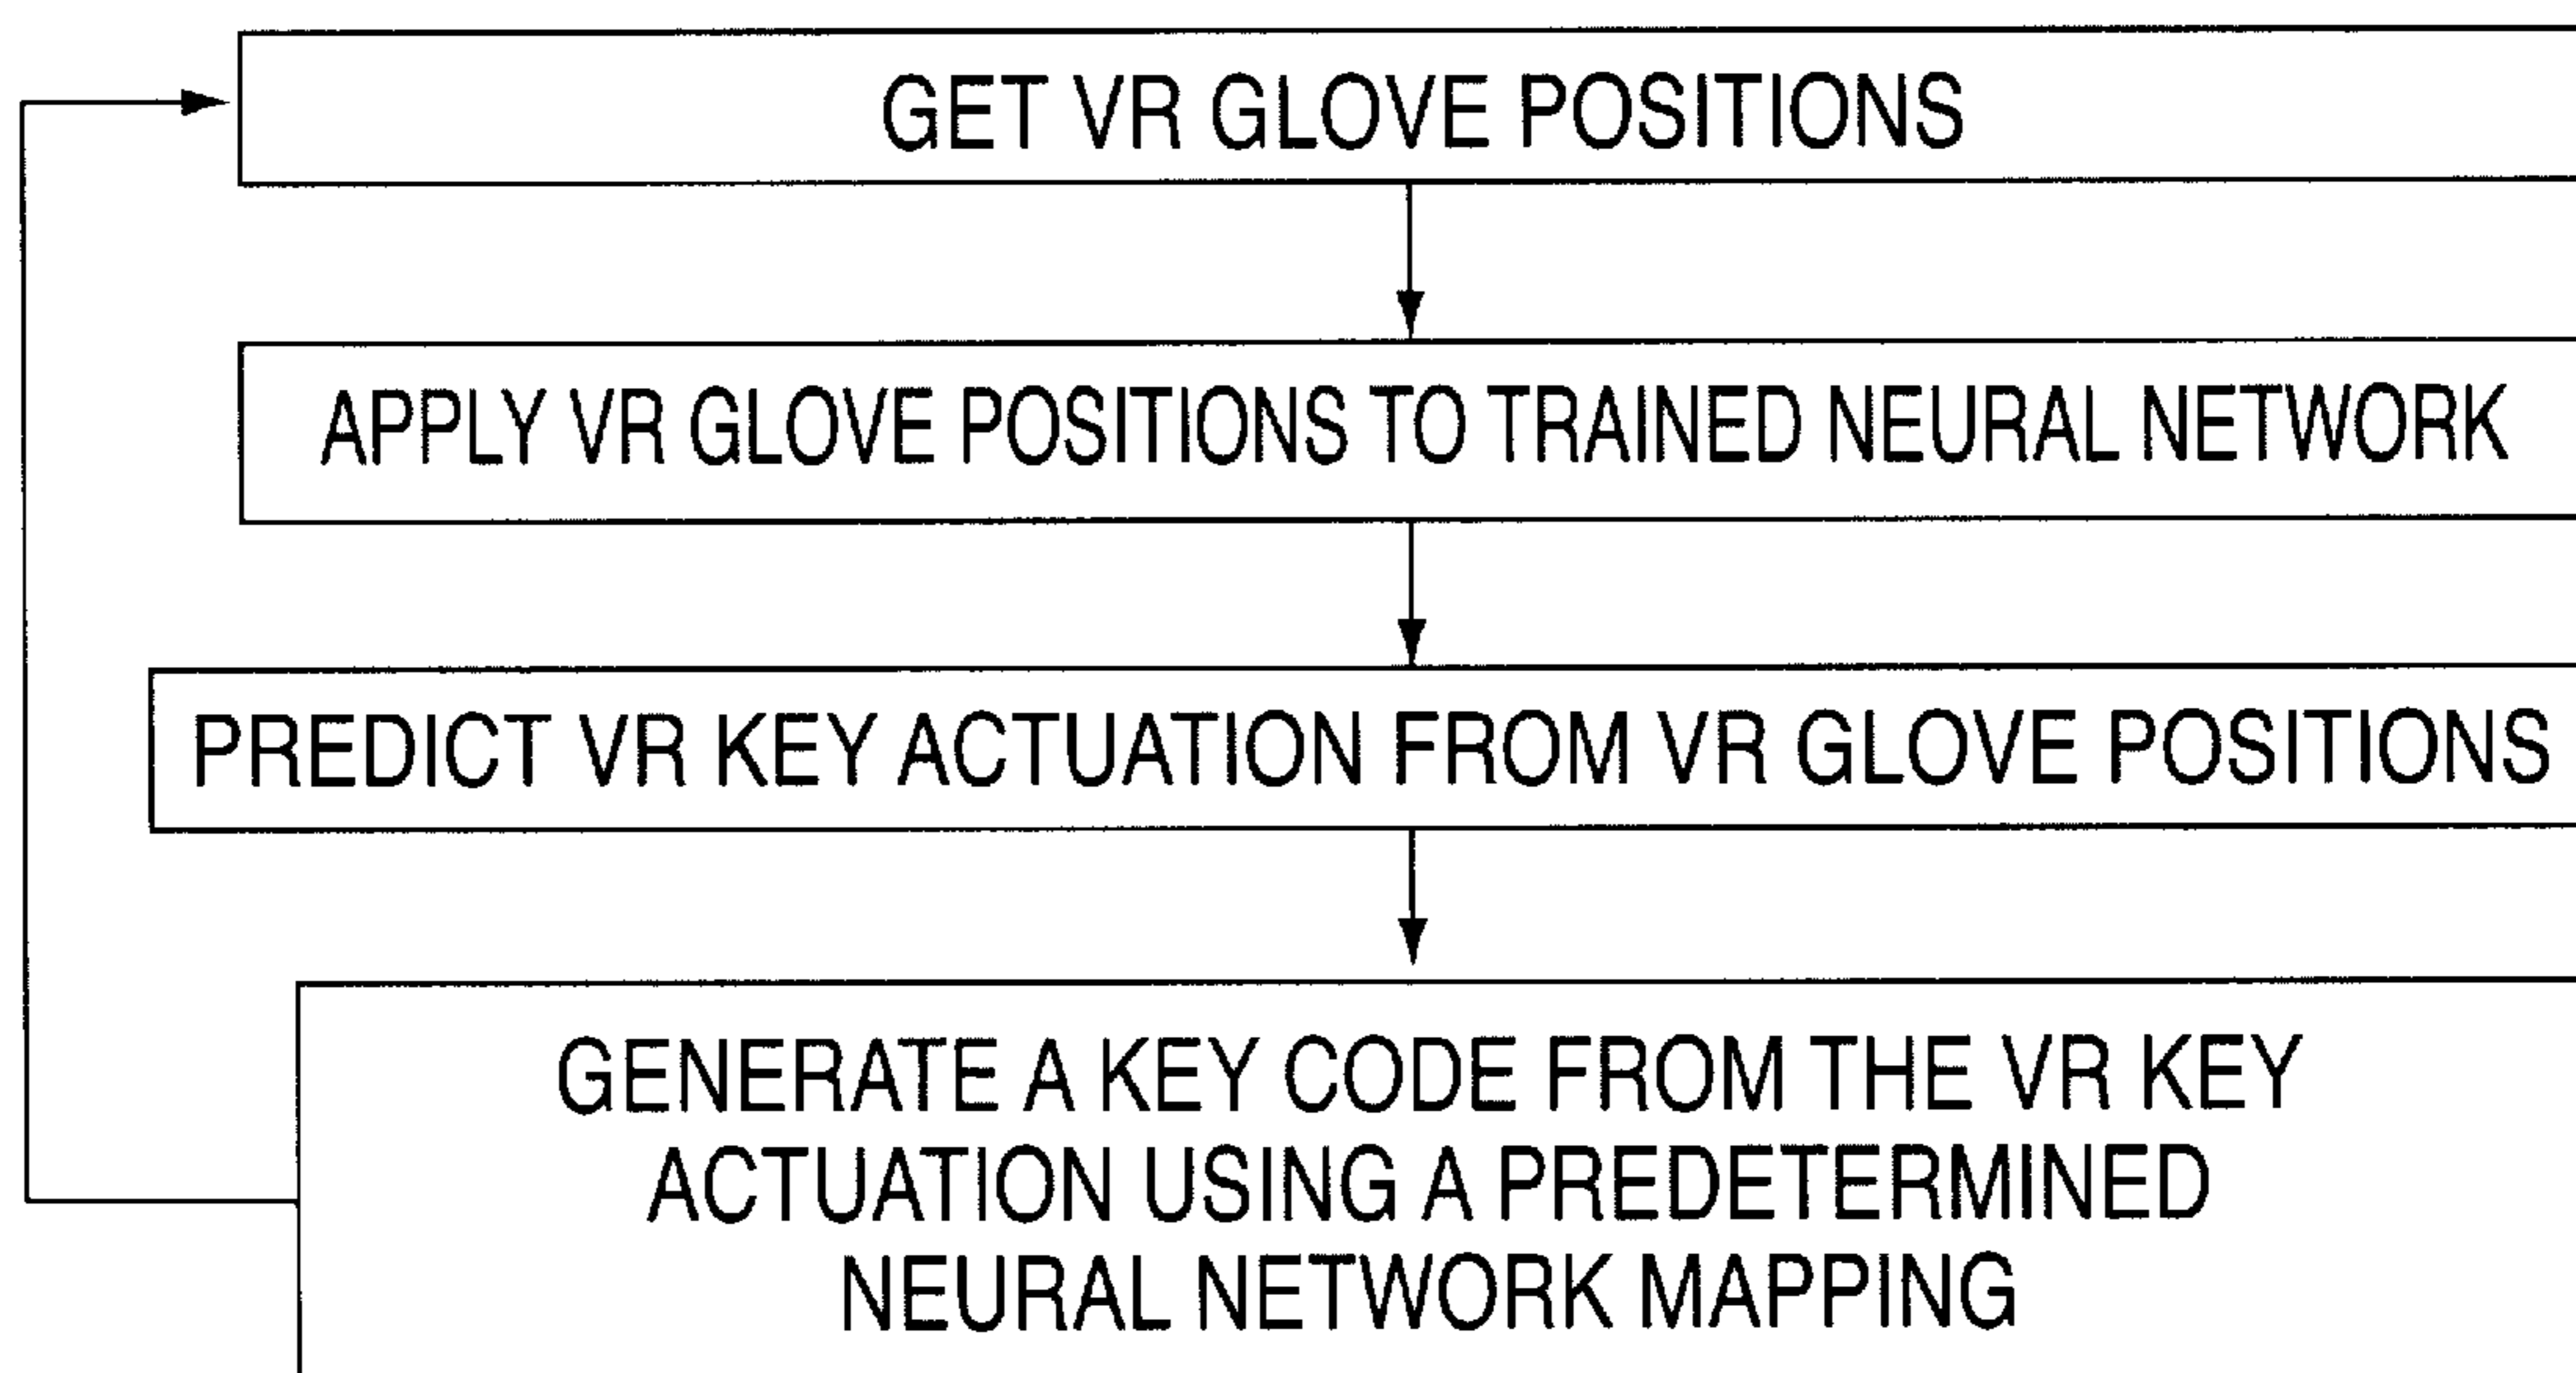 GET VR GLOVE POSITIONS
APPLY VR GLOVE POSITIONS TO TRAINED NEURAL NETWORK
PREDICT VR KEY ACTUATION FROM VR GLOVE POSITIONS
GENERATE A KEY CODE FROM THE VR KEY
ACTUATION USING A PREDETERMINED
NEURAL NETWORK MAPPING